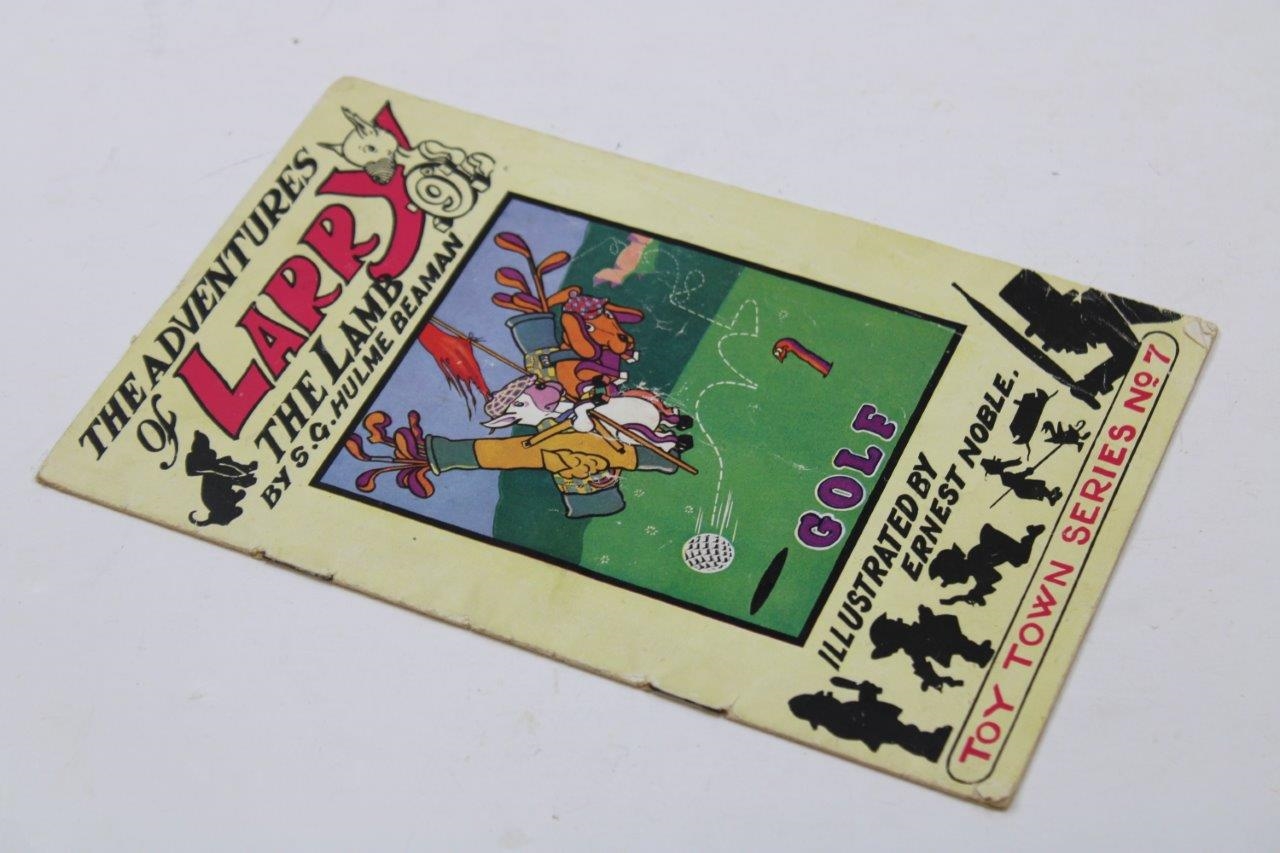 THE ADVENTURES
OF
LARRY
THE LAMB
BY S.G. HULME BEAMAN
GOLF
ILLUSTRATED BY
ERNEST NOBLE.
TOY TOWN SERIES No 7